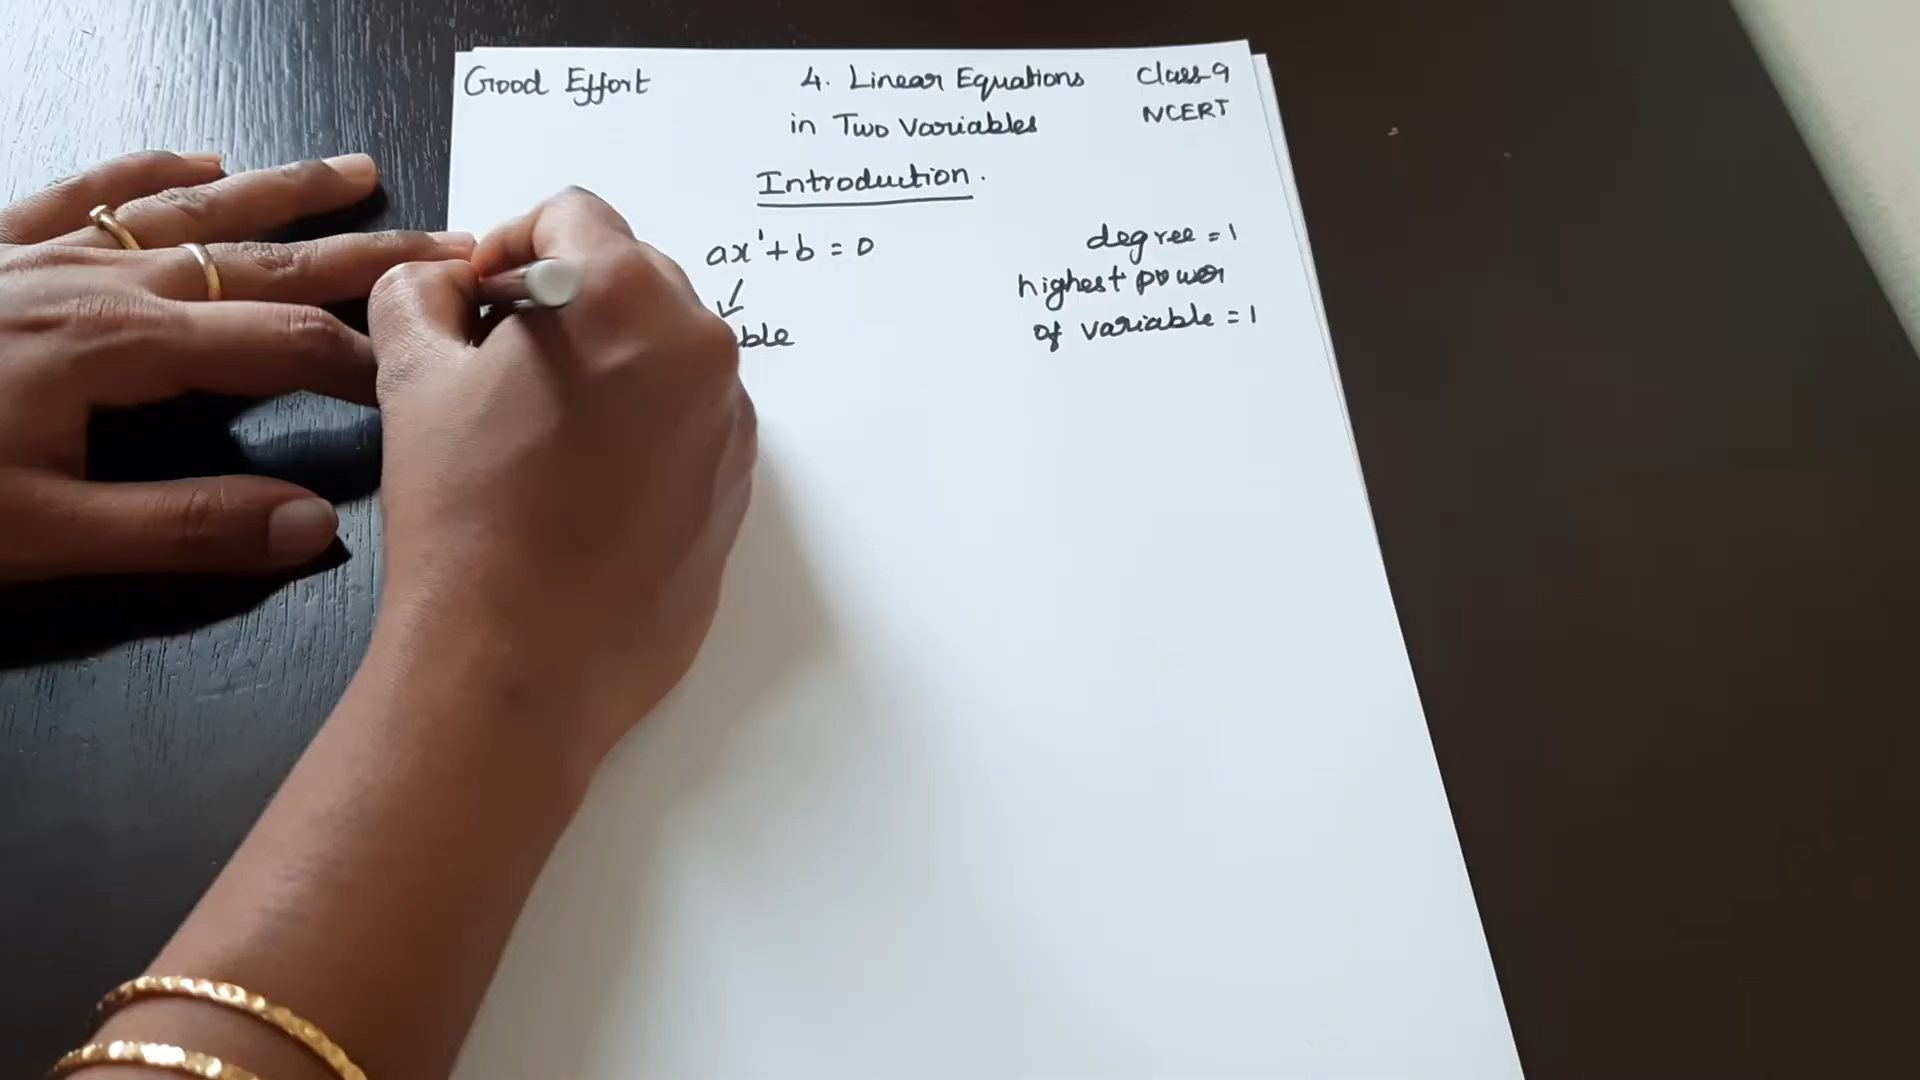 Good Effort
4. Linear Equations
in Two Variables
Class-9
NCERT
Introduction.
ax¹ + b = 0
degree = 1
highest power
of variable = 1